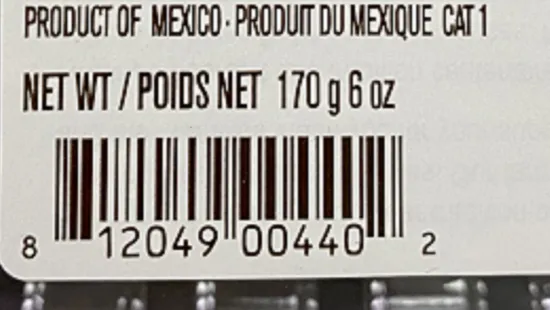 PRODUCT OF MEXICO · PRODUIT DU MEXIQUE CAT 1
NET WT / POIDS NET 170 g 6 oz
8 12049 00440 2